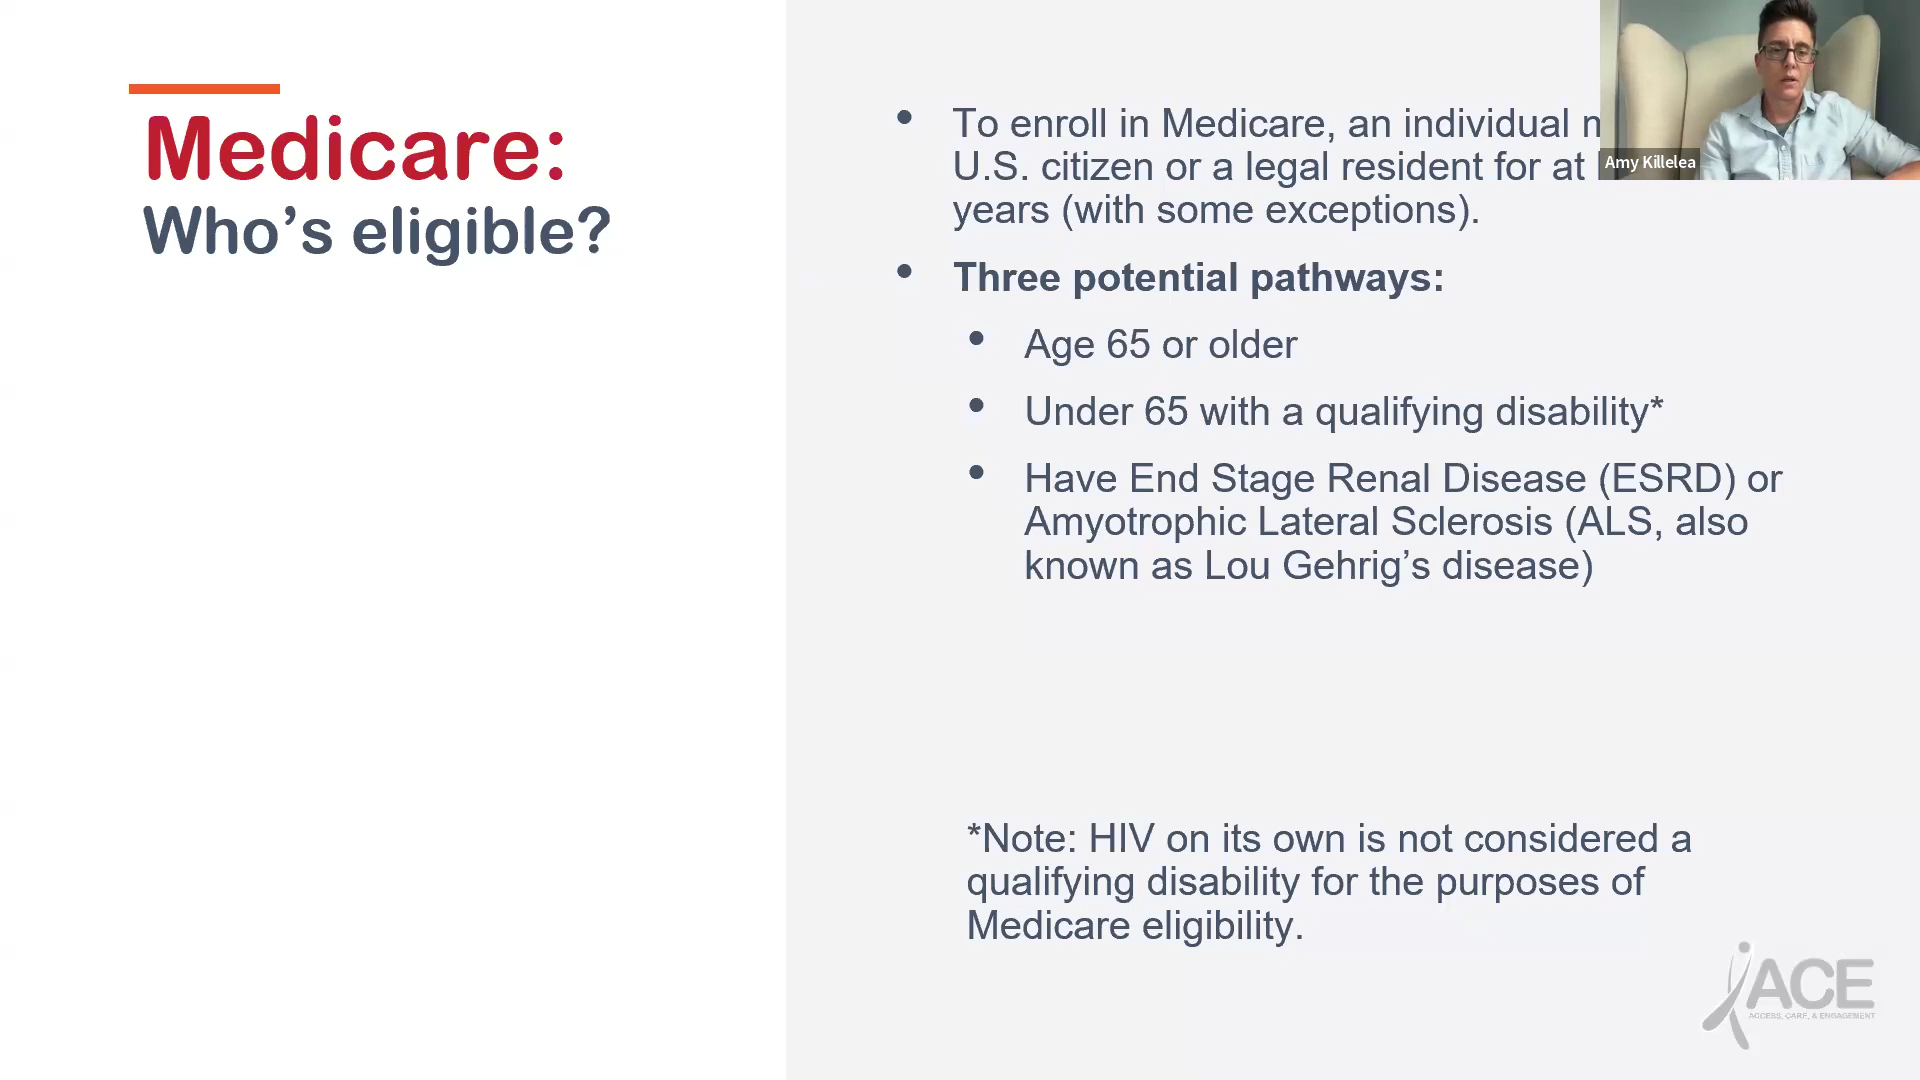 Medicare:
Who’s eligible?
To enroll in Medicare, an individual
U.S. citizen or a legal resident for at
years (with some exceptions).
Three potential pathways:
Age 65 or older
Under 65 with a qualifying disability*
Have End Stage Renal Disease (ESRD) or
Amyotrophic Lateral Sclerosis (ALS, also
known as Lou Gehrig’s disease)
*Note: HIV on its own is not considered a
qualifying disability for the purposes of
Medicare eligibility.
Amy Killelea
ACE
ACCESS, CARE, & ENGAGEMENT